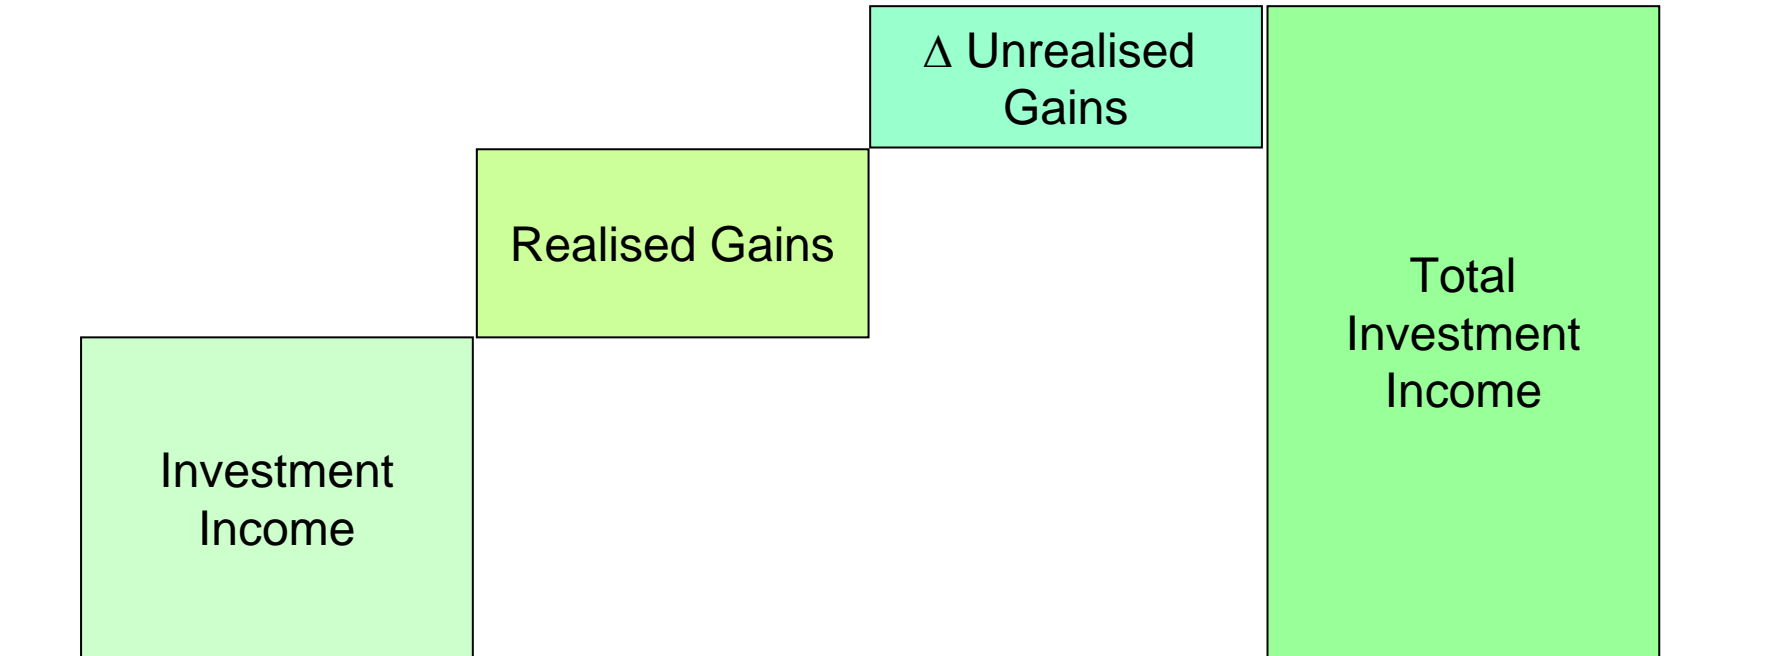 Δ Unrealised
Gains
Realised Gains
Total
Investment
Income
Investment
Income